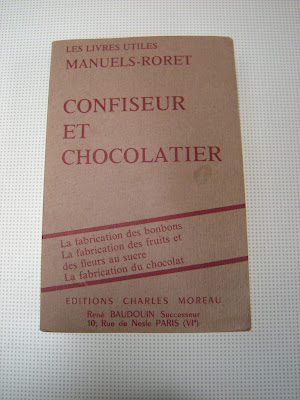 LES LIVRES UTILES
MANUELS-RORET
CONFISEUR
ET
CHOCOLATIER
La fabrication des bonbons
La fabrication des fruits et
des fleurs au sucre
La fabrication du chocolat
EDITIONS CHARLES MOREAU
René BAUDOUIN Successeur
10, Rue de Nesle PARIS (VIe)